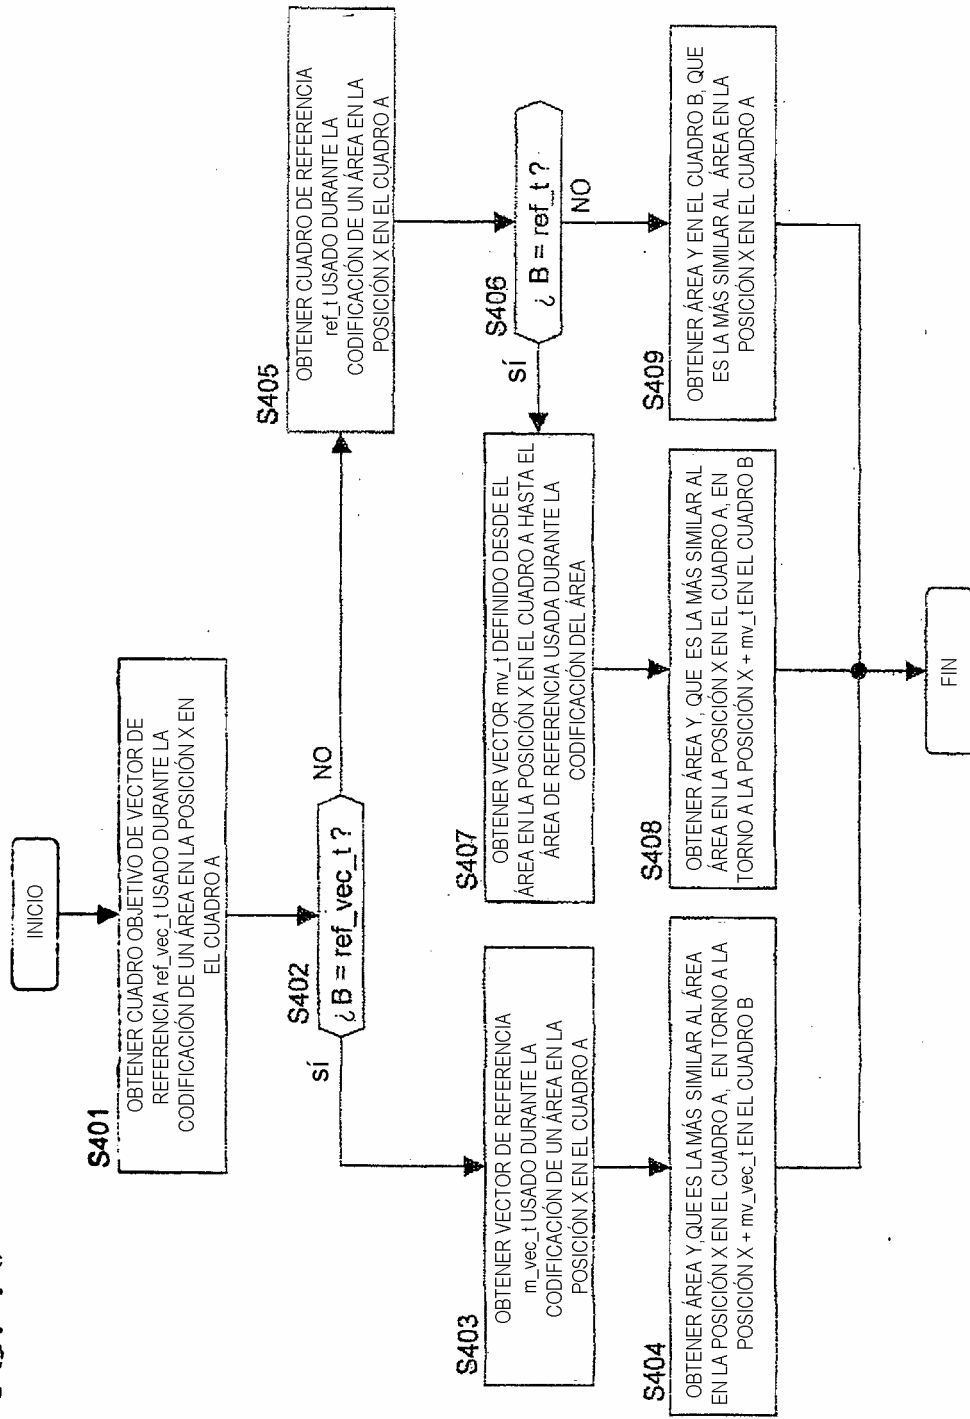 INICIO
S401
OBTENER CUADRO OBJETIVO DE VECTOR DE
REFERENCIA ref_vec_t USADO DURANTE LA
CODIFICACIÓN DE UN ÁREA EN LA POSICIÓN X EN
EL CUADRO A
S402
¿ B = ref_vec_t ?
SÍ
NO
S403
OBTENER VECTOR DE REFERENCIA
m_vec_t USADO DURANTE LA
CODIFICACIÓN DE UN ÁREA EN LA
POSICIÓN X EN EL CUADRO A
S404
OBTENER ÁREA Y, QUE ES LA MÁS SIMILAR AL ÁREA
EN LA POSICIÓN X EN EL CUADRO A, EN TORNO A LA
POSICIÓN X + mv_vec_t EN EL CUADRO B
S405
OBTENER CUADRO DE REFERENCIA
ref_t USADO DURANTE LA
CODIFICACIÓN DE UN ÁREA EN LA
POSICIÓN X EN EL CUADRO A
S406
¿ B = ref_t ?
SÍ
NO
S407
OBTENER VECTOR mv_t DEFINIDO DESDE EL
ÁREA EN LA POSICIÓN X EN EL CUADRO A HASTA EL
ÁREA DE REFERENCIA USADA DURANTE LA
CODIFICACIÓN DEL ÁREA
S408
OBTENER ÁREA Y, QUE ES LA MÁS SIMILAR AL
ÁREA EN LA POSICIÓN X EN EL CUADRO A, EN
TORNO A LA POSICIÓN X + mv_t EN EL CUADRO B
S409
OBTENER ÁREA Y EN EL CUADRO B, QUE
ES LA MÁS SIMILAR AL ÁREA EN LA
POSICIÓN X EN EL CUADRO A
FIN